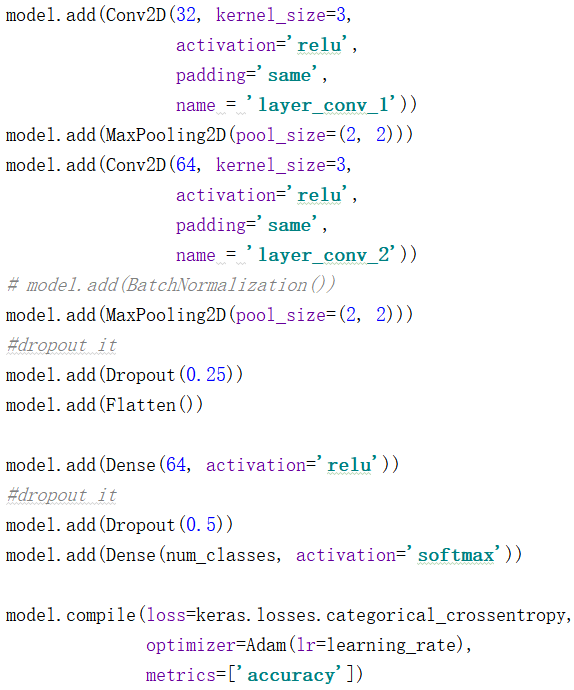 model.add(Conv2D(32, kernel_size=3,
                 activation='relu',
                 padding='same',
                 name = 'layer_conv_1'))
model.add(MaxPooling2D(pool_size=(2, 2)))
model.add(Conv2D(64, kernel_size=3,
                 activation='relu',
                 padding='same',
                 name = 'layer_conv_2'))
# model.add(BatchNormalization())
model.add(MaxPooling2D(pool_size=(2, 2)))
#dropout it
model.add(Dropout(0.25))
model.add(Flatten())

model.add(Dense(64, activation='relu'))
#dropout it
model.add(Dropout(0.5))
model.add(Dense(num_classes, activation='softmax'))

model.compile(loss=keras.losses.categorical_crossentropy,
              optimizer=Adam(lr=learning_rate),
              metrics=['accuracy'])